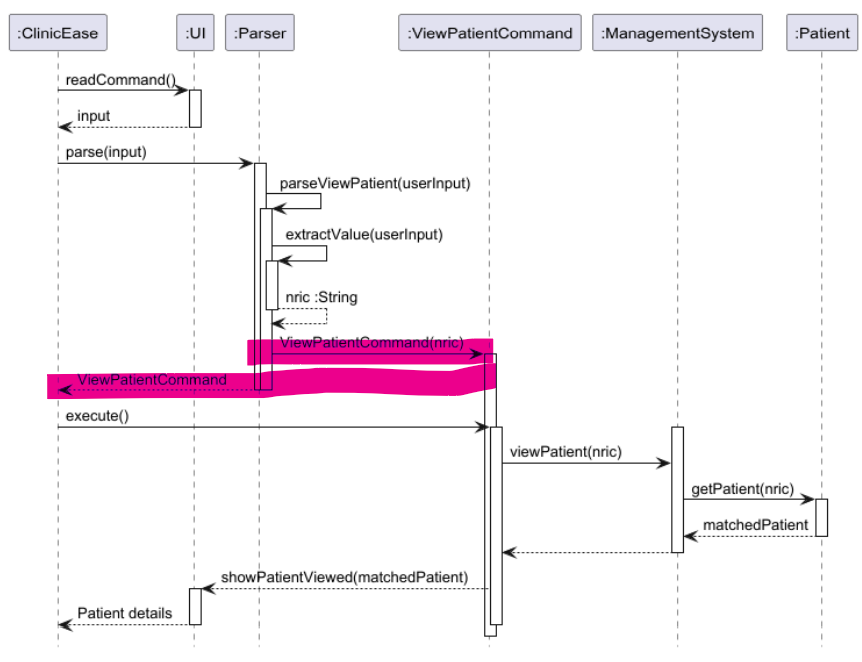 :ClinicEase :UI :Parser :ViewPatientCommand :ManagementSystem :Patient
readCommand()
input
parse(input)
parseViewPatient(userInput)
extractValue(userInput)
nric :String
ViewPatientCommand(nric)
ViewPatientCommand
execute()
viewPatient(nric)
getPatient(nric)
matchedPatient
showPatientViewed(matchedPatient)
Patient details